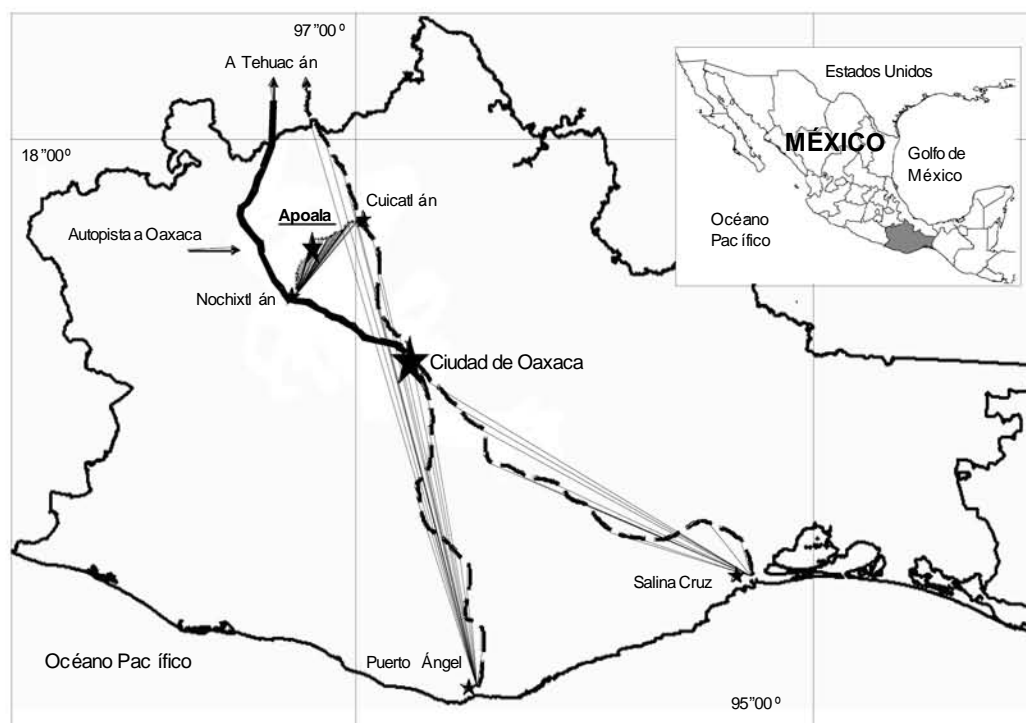 97"00 º
A Tehuac án
Estados Unidos
MÉXICO
18"00º
Golfo de
México
Cuicatl án
Apoala
Océano
Pac ífico
Autopista a Oaxaca
Nochixtl án
Ciudad de Oaxaca
Salina Cruz
Océano Pac ífico
Puerto Ángel
95"00º